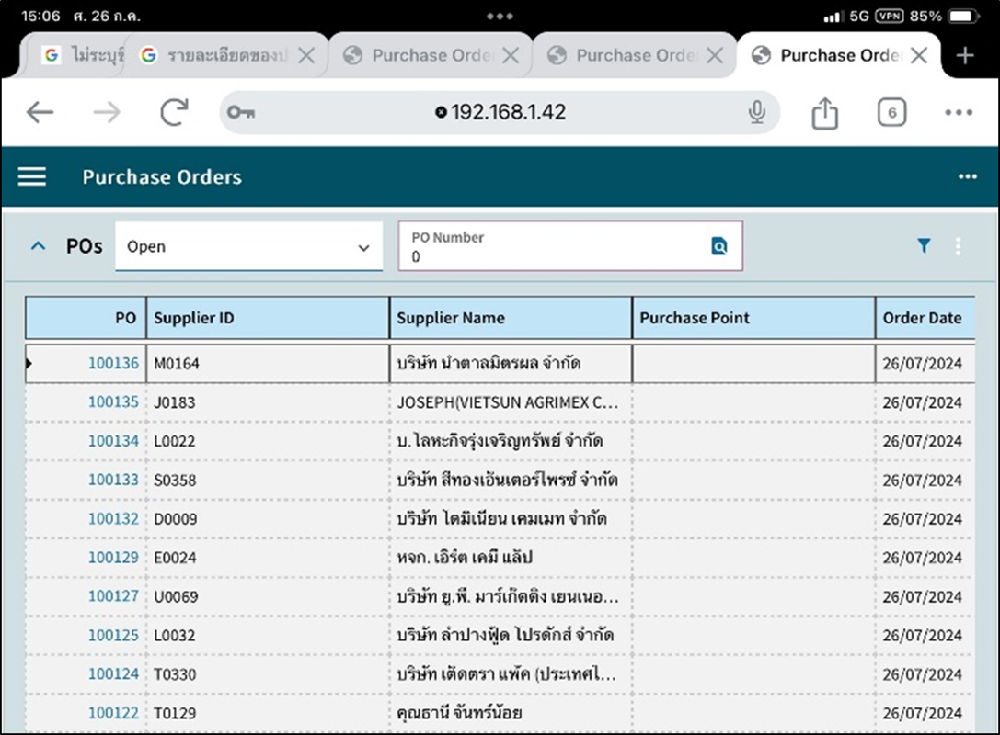 15:06 ศ. 26 ก.ค. 5G VPN 85%
ไม่ระบุ รายละเอียดของ Purchase Orde Purchase Orde Purchase Orde
192.168.1.42 6
Purchase Orders
POs Open PO Number
0
PO Supplier ID Supplier Name Purchase Point Order Date
100136 M0164 บริษัท น้ำตาลมิตรผล จำกัด 26/07/2024
100135 J0183 JOSEPH(VIETSUN AGRIMEX C... 26/07/2024
100134 L0022 บ. โลหะกิจรุ่งเจริญทรัพย์ จำกัด 26/07/2024
100133 S0358 บริษัท สีทองเอ็นเตอร์ไพรซ์ จำกัด 26/07/2024
100132 D0009 บริษัท โดมิเนียน เคมเมท จำกัด 26/07/2024
100129 E0024 หจก. เอิร์ต เคมี แล๊ป 26/07/2024
100127 U0069 บริษัท ยู.พี. มาร์เก็ตติง เยนเนอ... 26/07/2024
100125 L0032 บริษัท ลำปางฟู้ด โปรดักส์ จำกัด 26/07/2024
100124 T0330 บริษัท เต็ดตรา แพ้ค (ประเทศไ... 26/07/2024
100122 T0129 คุณธานี จันทร์น้อย 26/07/2024